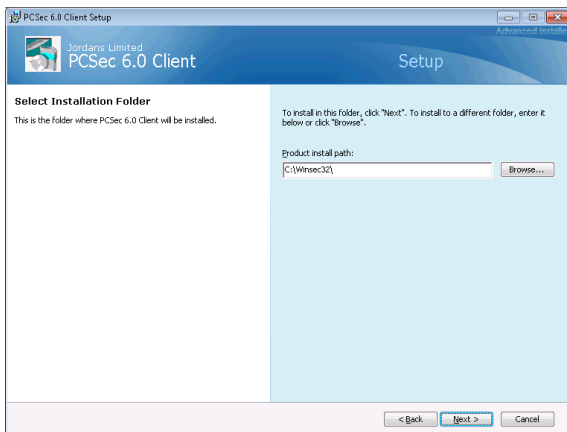 PCSec 6.0 Client Setup
Advanced Installer
Jordans Limited
PCSec 6.0 Client
Setup
Select Installation Folder
This is the folder where PCSec 6.0 Client will be installed.
To install in this folder, click "Next". To install to a different folder, enter it
below or click "Browse".
Product install path:
C:\Winsec32\
Browse...
< Back
Next >
Cancel